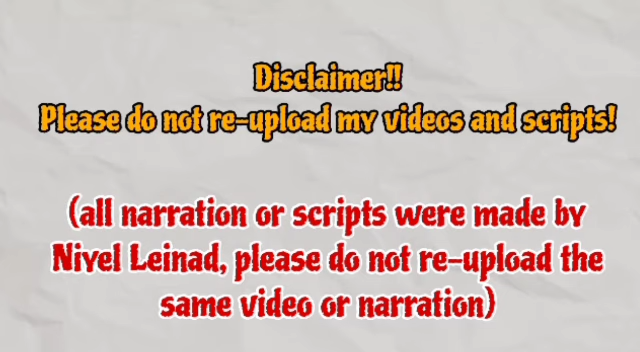 Disclaimer!!
Please do not re-upload my videos and scripts!
(all narration or scripts were made by
Nivel Leinad, please do not re-upload the
same video or narration)